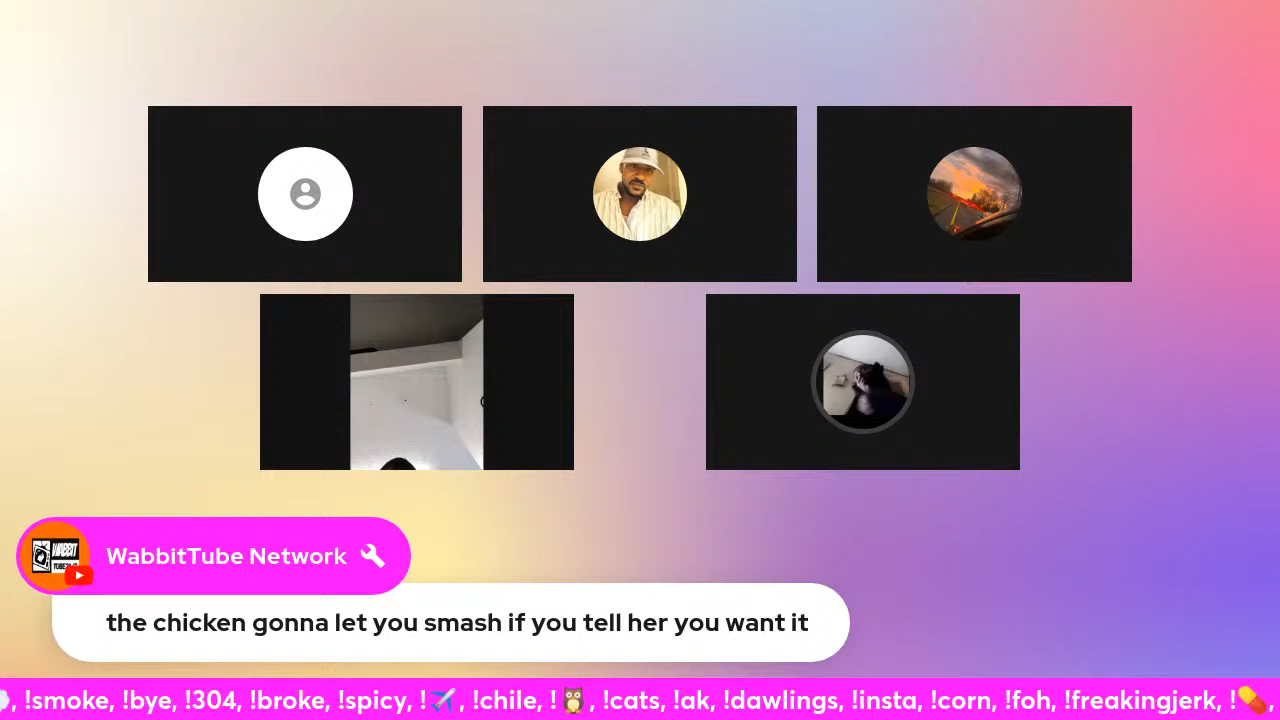 WABBIT
WabbitTube Network
the chicken gonna let you smash if you tell her you want it
, !smoke, !bye, !304, !broke, !spicy, !✈️, !chile, !🦉, !cats, !ak, !dawlings, !insta, !corn, !foh, !freakingjerk, !💊,